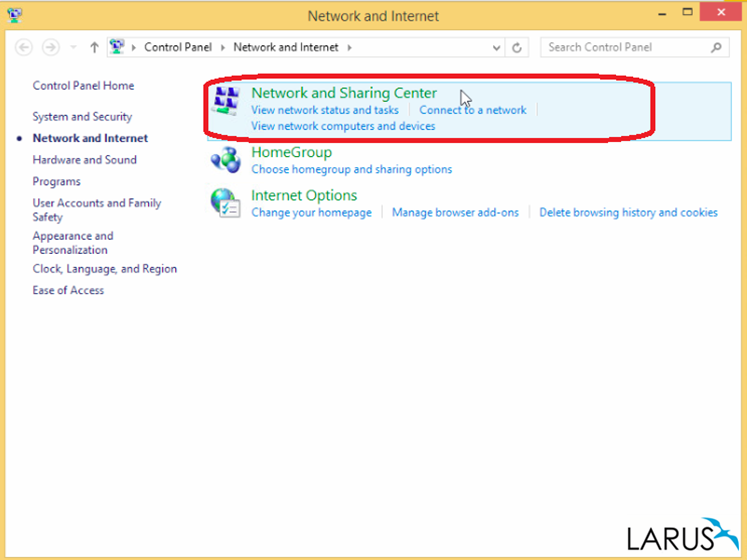 Network and Internet
Control Panel Network and Internet
Search Control Panel
Control Panel Home
System and Security
Network and Internet
Hardware and Sound
Programs
User Accounts and Family
Safety
Appearance and
Personalization
Clock, Language, and Region
Ease of Access
Network and Sharing Center
View network status and tasks
Connect to a network
View network computers and devices
HomeGroup
Choose homegroup and sharing options
Internet Options
Change your homepage
Manage browser add-ons
Delete browsing history and cookies
LARUS